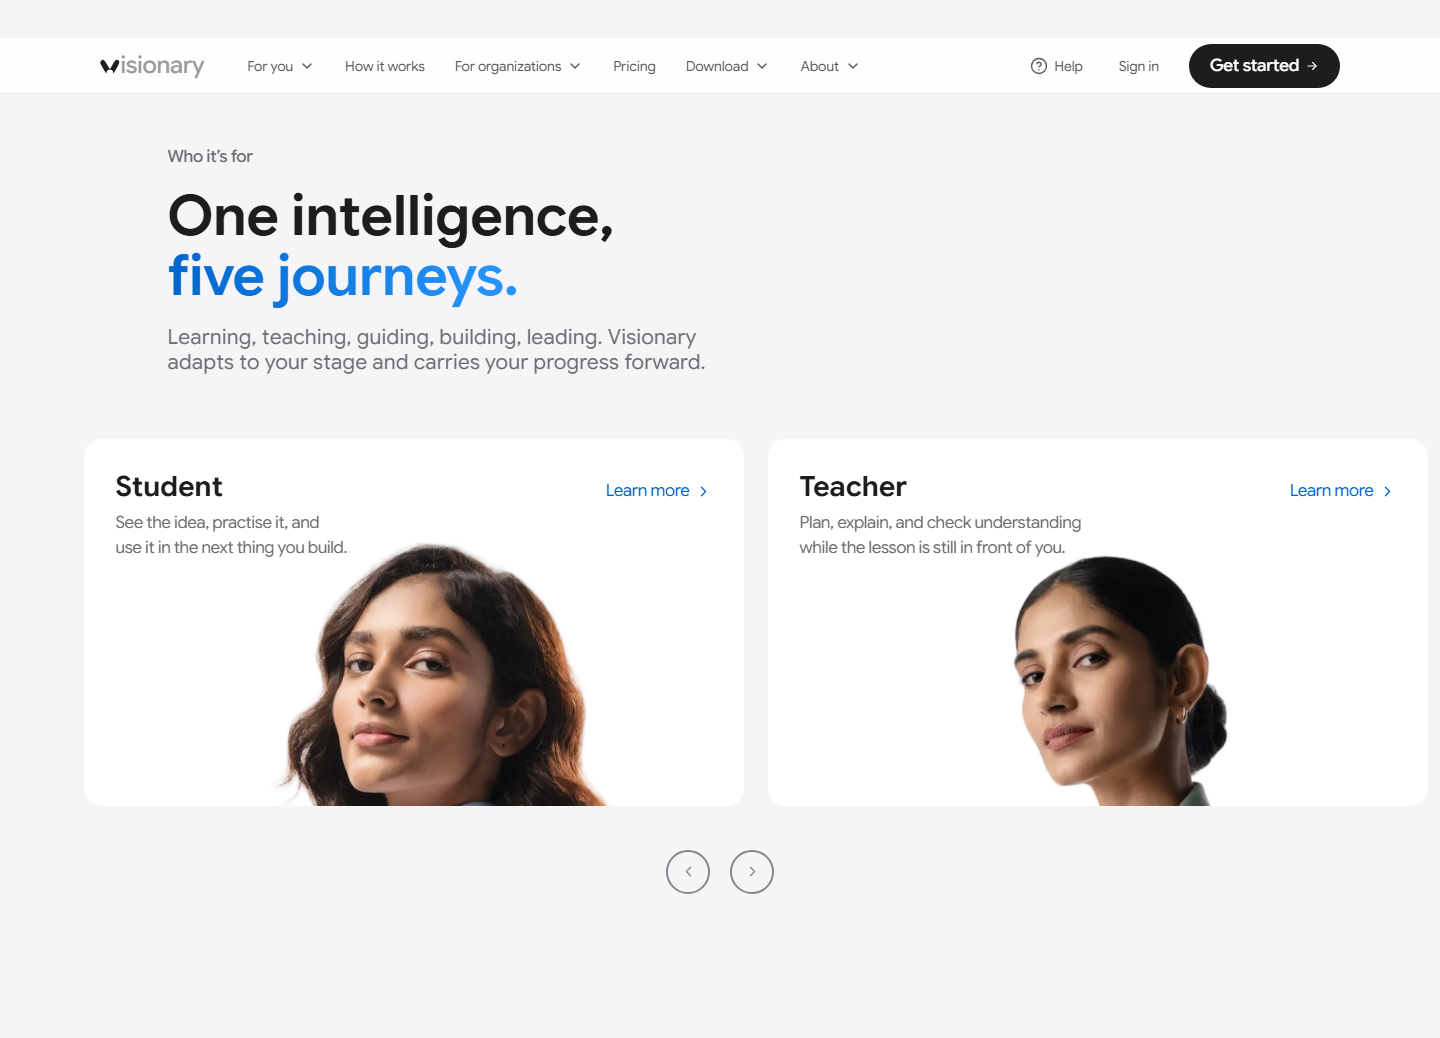 Visionary
For you
How it works
For organizations
Pricing
Download
About
Help
Sign in
Get started →
Who it’s for
One intelligence,
five journeys.
Learning, teaching, guiding, building, leading. Visionary
adapts to your stage and carries your progress forward.
Student
Learn more
See the idea, practise it, and
use it in the next thing you build.
Teacher
Learn more
Plan, explain, and check understanding
while the lesson is still in front of you.